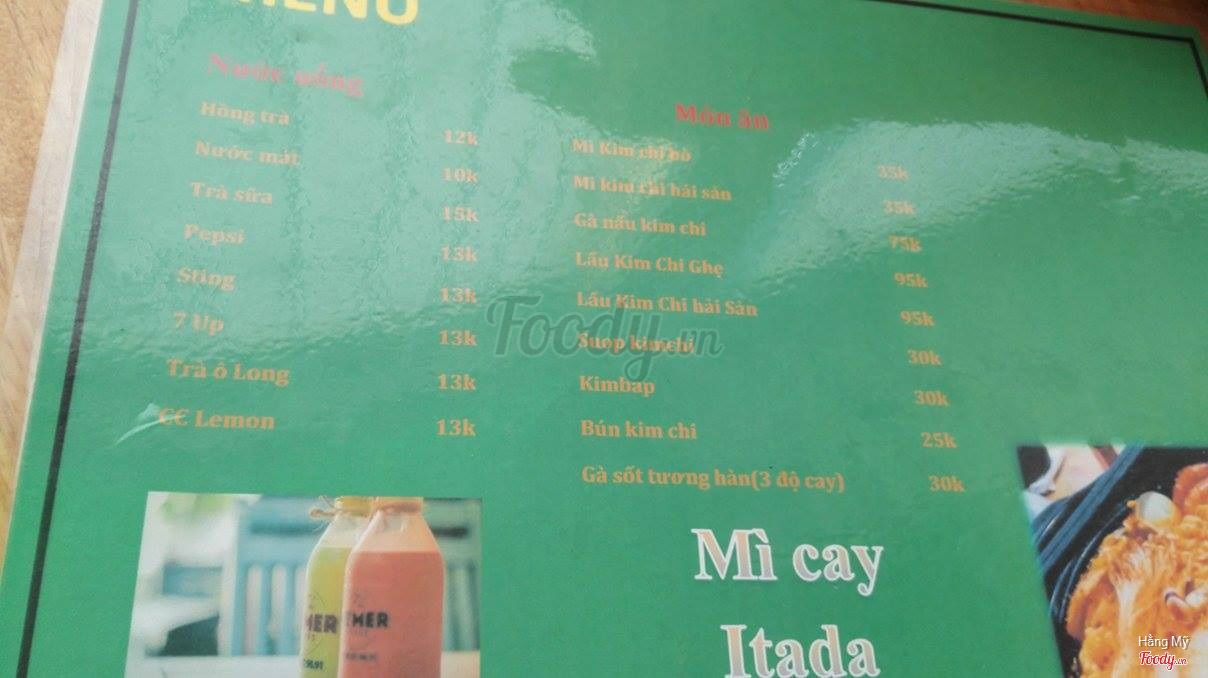 MENU
Nước uống
Hồng trà 12k
Nước mát 10k
Trà sữa 15k
Pepsi 13k
Sting 13k
7 Up 13k
Trà ô Long 13k
CC Lemon 13k
Món ăn
Mì Kim chi bò 35k
Mì kim chi hải sản 35k
Gà nấu kim chi 75k
Lẩu Kim Chi Ghẹ 95k
Lẩu Kim Chi hải Sản 95k
Suop kimchi 30k
Kimbap 30k
Bún kim chi 25k
Gà sốt tương hàn(3 độ cay) 30k
Mì cay
Itada
Foody.vn
Hằng Mỹ
Foody.vn